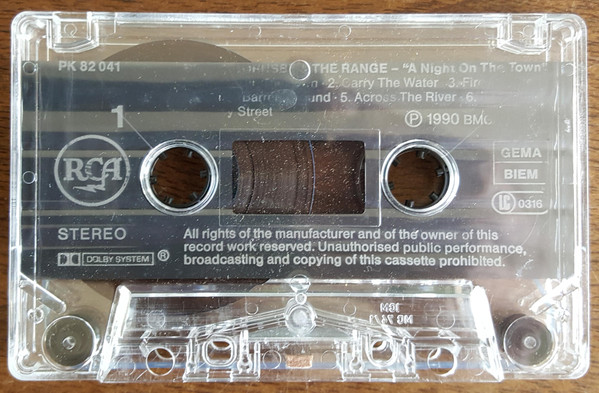 PK 82041
THE RANGE – "A Night On The Town"
2. Carry The Water · 3.
5. Across The River · 6.
Street
1
Ⓟ 1990 BMG
RCA
GEMA
BIEM
LC 0316
STEREO
All rights of the manufacturer and of the owner of this
record work reserved. Unauthorised public performance,
broadcasting and copying of this cassette prohibited.
DOLBY SYSTEM ®